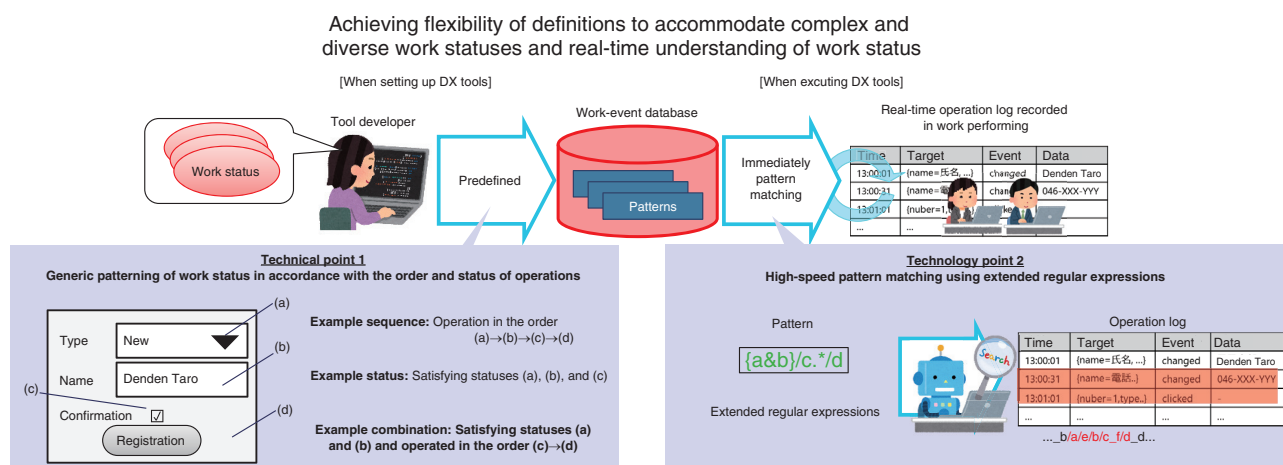 Achieving flexibility of definitions to accommodate complex and
diverse work statuses and real-time understanding of work status
[When setting up DX tools]
[When excuting DX tools]
Work status
Tool developer
Predefined
Work-event database
Patterns
Immediately
pattern
matching
Real-time operation log recorded
in work performing
Time Target Event Data
13:00:01 {name=氏名, ...} changed Denden Taro
13:00:31 {name= 046-XXX-YYY
13:01:01 {nuber=1,
... ...
Technical point 1
Generic patterning of work status in accordance with the order and status of operations
(a)
Type New
(b)
Name Denden Taro
(c)
Confirmation
(d)
Registration
Example sequence: Operation in the order
(a)→(b)→(c)→(d)
Example status: Satisfying statuses (a), (b), and (c)
Example combination: Satisfying statuses (a)
and (b) and operated in the order (c)→(d)
Technology point 2
High-speed pattern matching using extended regular expressions
Pattern
{a&b}/c.*/d
Extended regular expressions
Search
Operation log
Time Target Event Data
13:00:01 {name=氏名, ...} changed Denden Taro
13:00:31 {name=電話..} changed 046-XXX-YYY
13:01:01 {nuber=1,type..} clicked -
... ... ... ...
..._b/a/e/b/c_f/d_d...